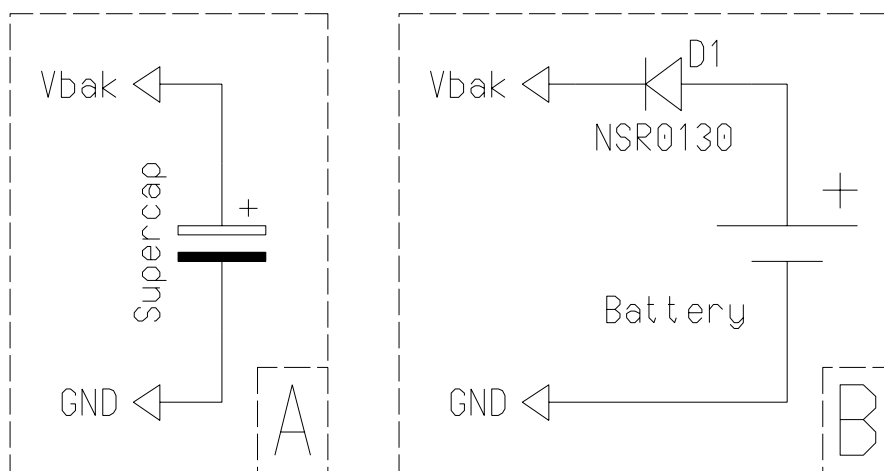 Vbak
+
Supercap
GND
A
D1
Vbak
NSR0130
+
Battery
GND
B